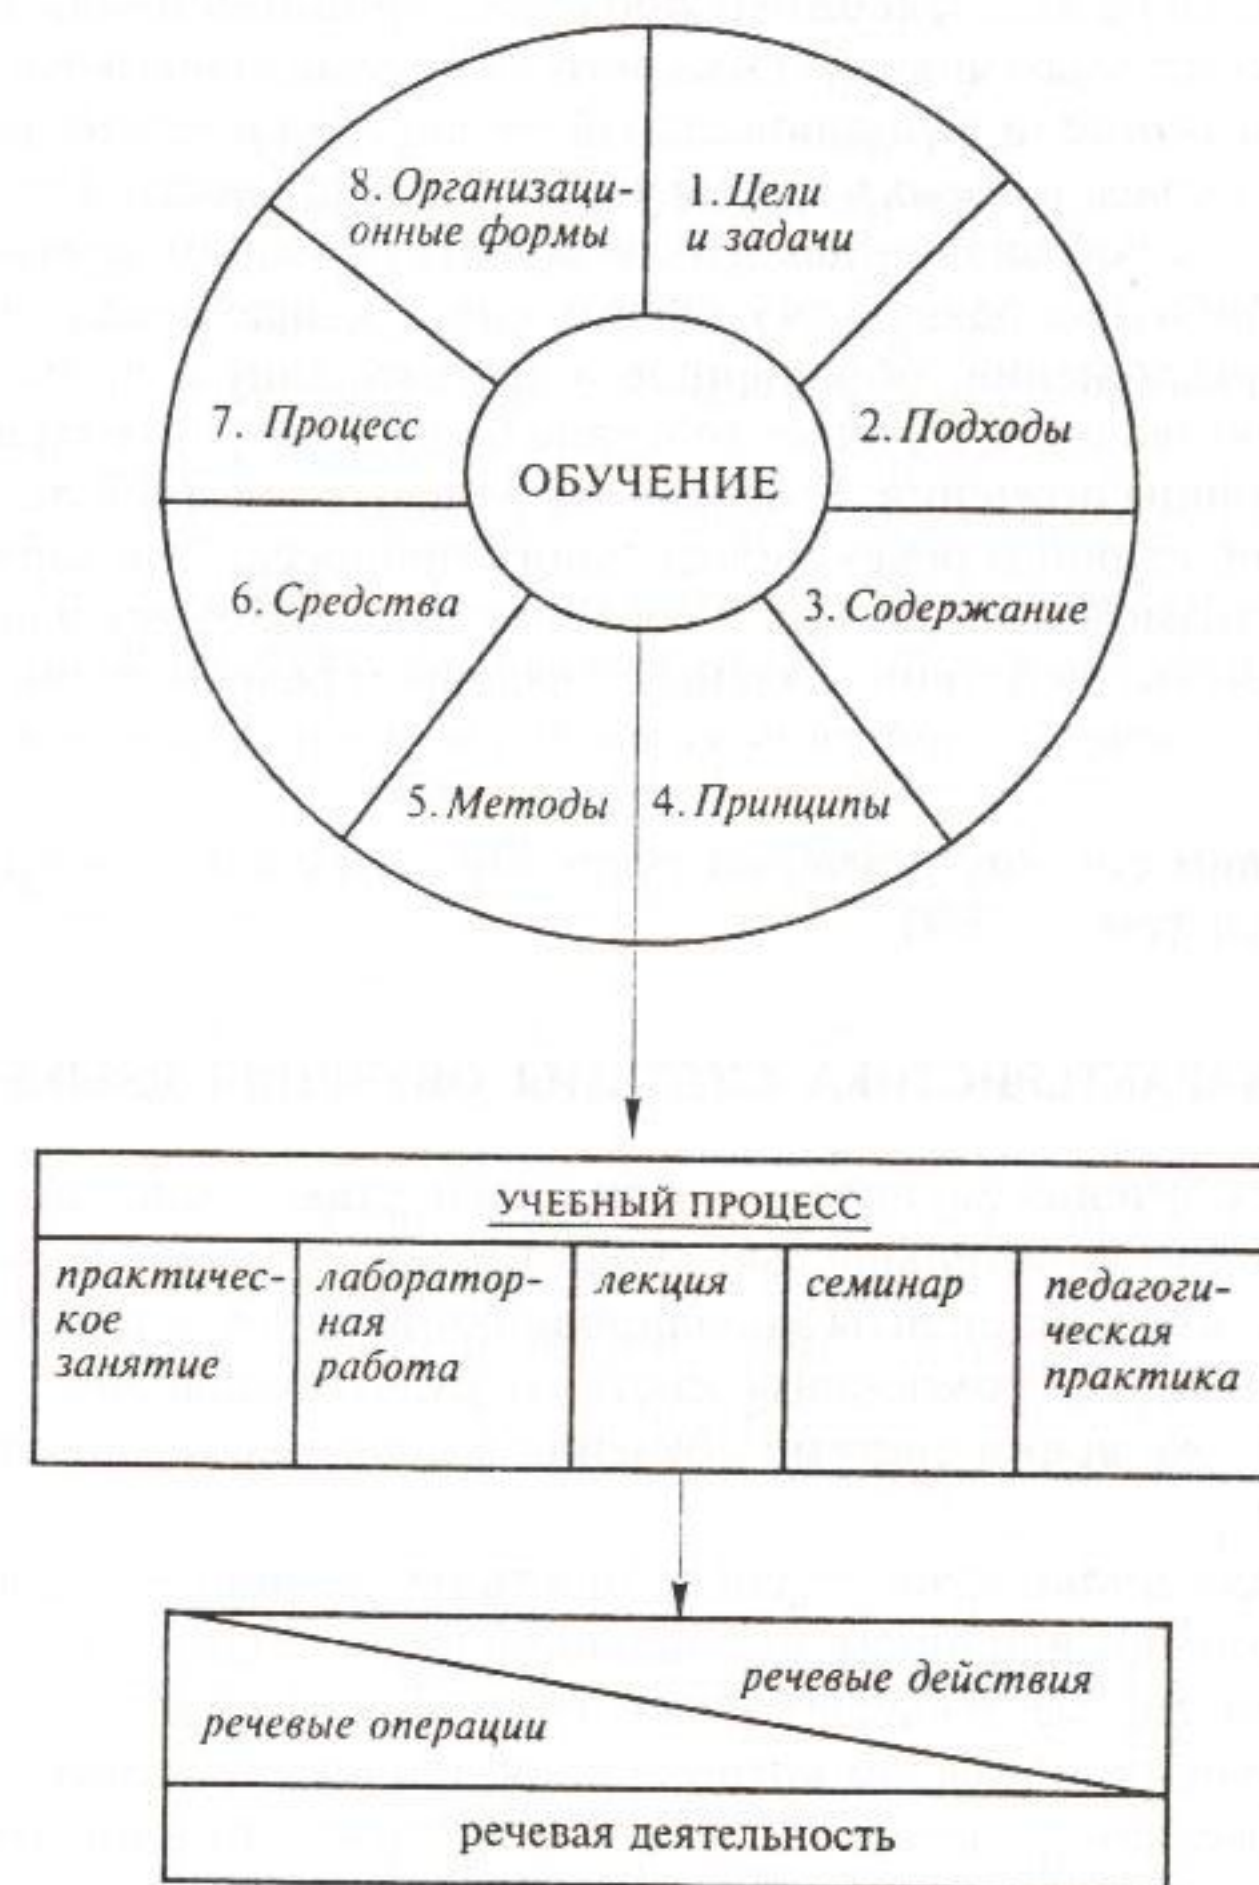 8. Организаци-
онные формы
1. Цели
и задачи
7. Процесс
2. Подходы
ОБУЧЕНИЕ
6. Средства
3. Содержание
5. Методы
4. Принципы
УЧЕБНЫЙ ПРОЦЕСС
практичес-
кое
занятие
лаборатор-
ная
работа
лекция
семинар
педагоги-
ческая
практика
речевые действия
речевые операции
речевая деятельность